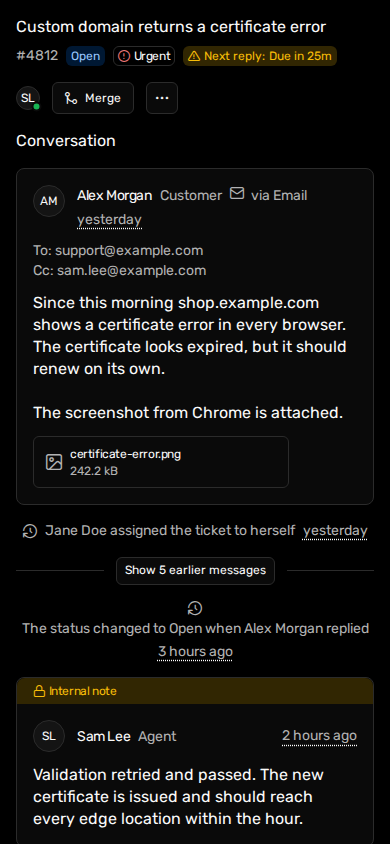 Custom domain returns a certificate error
#4812 Open Urgent Next reply: Due in 25m
SL Merge
Conversation
AM Alex Morgan Customer via Email
yesterday
To: support@example.com
Cc: sam.lee@example.com
Since this morning shop.example.com
shows a certificate error in every browser.
The certificate looks expired, but it should
renew on its own.
The screenshot from Chrome is attached.
certificate-error.png
242.2 kB
Jane Doe assigned the ticket to herself yesterday
Show 5 earlier messages
The status changed to Open when Alex Morgan replied
3 hours ago
Internal note
SL Sam Lee Agent 2 hours ago
Validation retried and passed. The new
certificate is issued and should reach
every edge location within the hour.